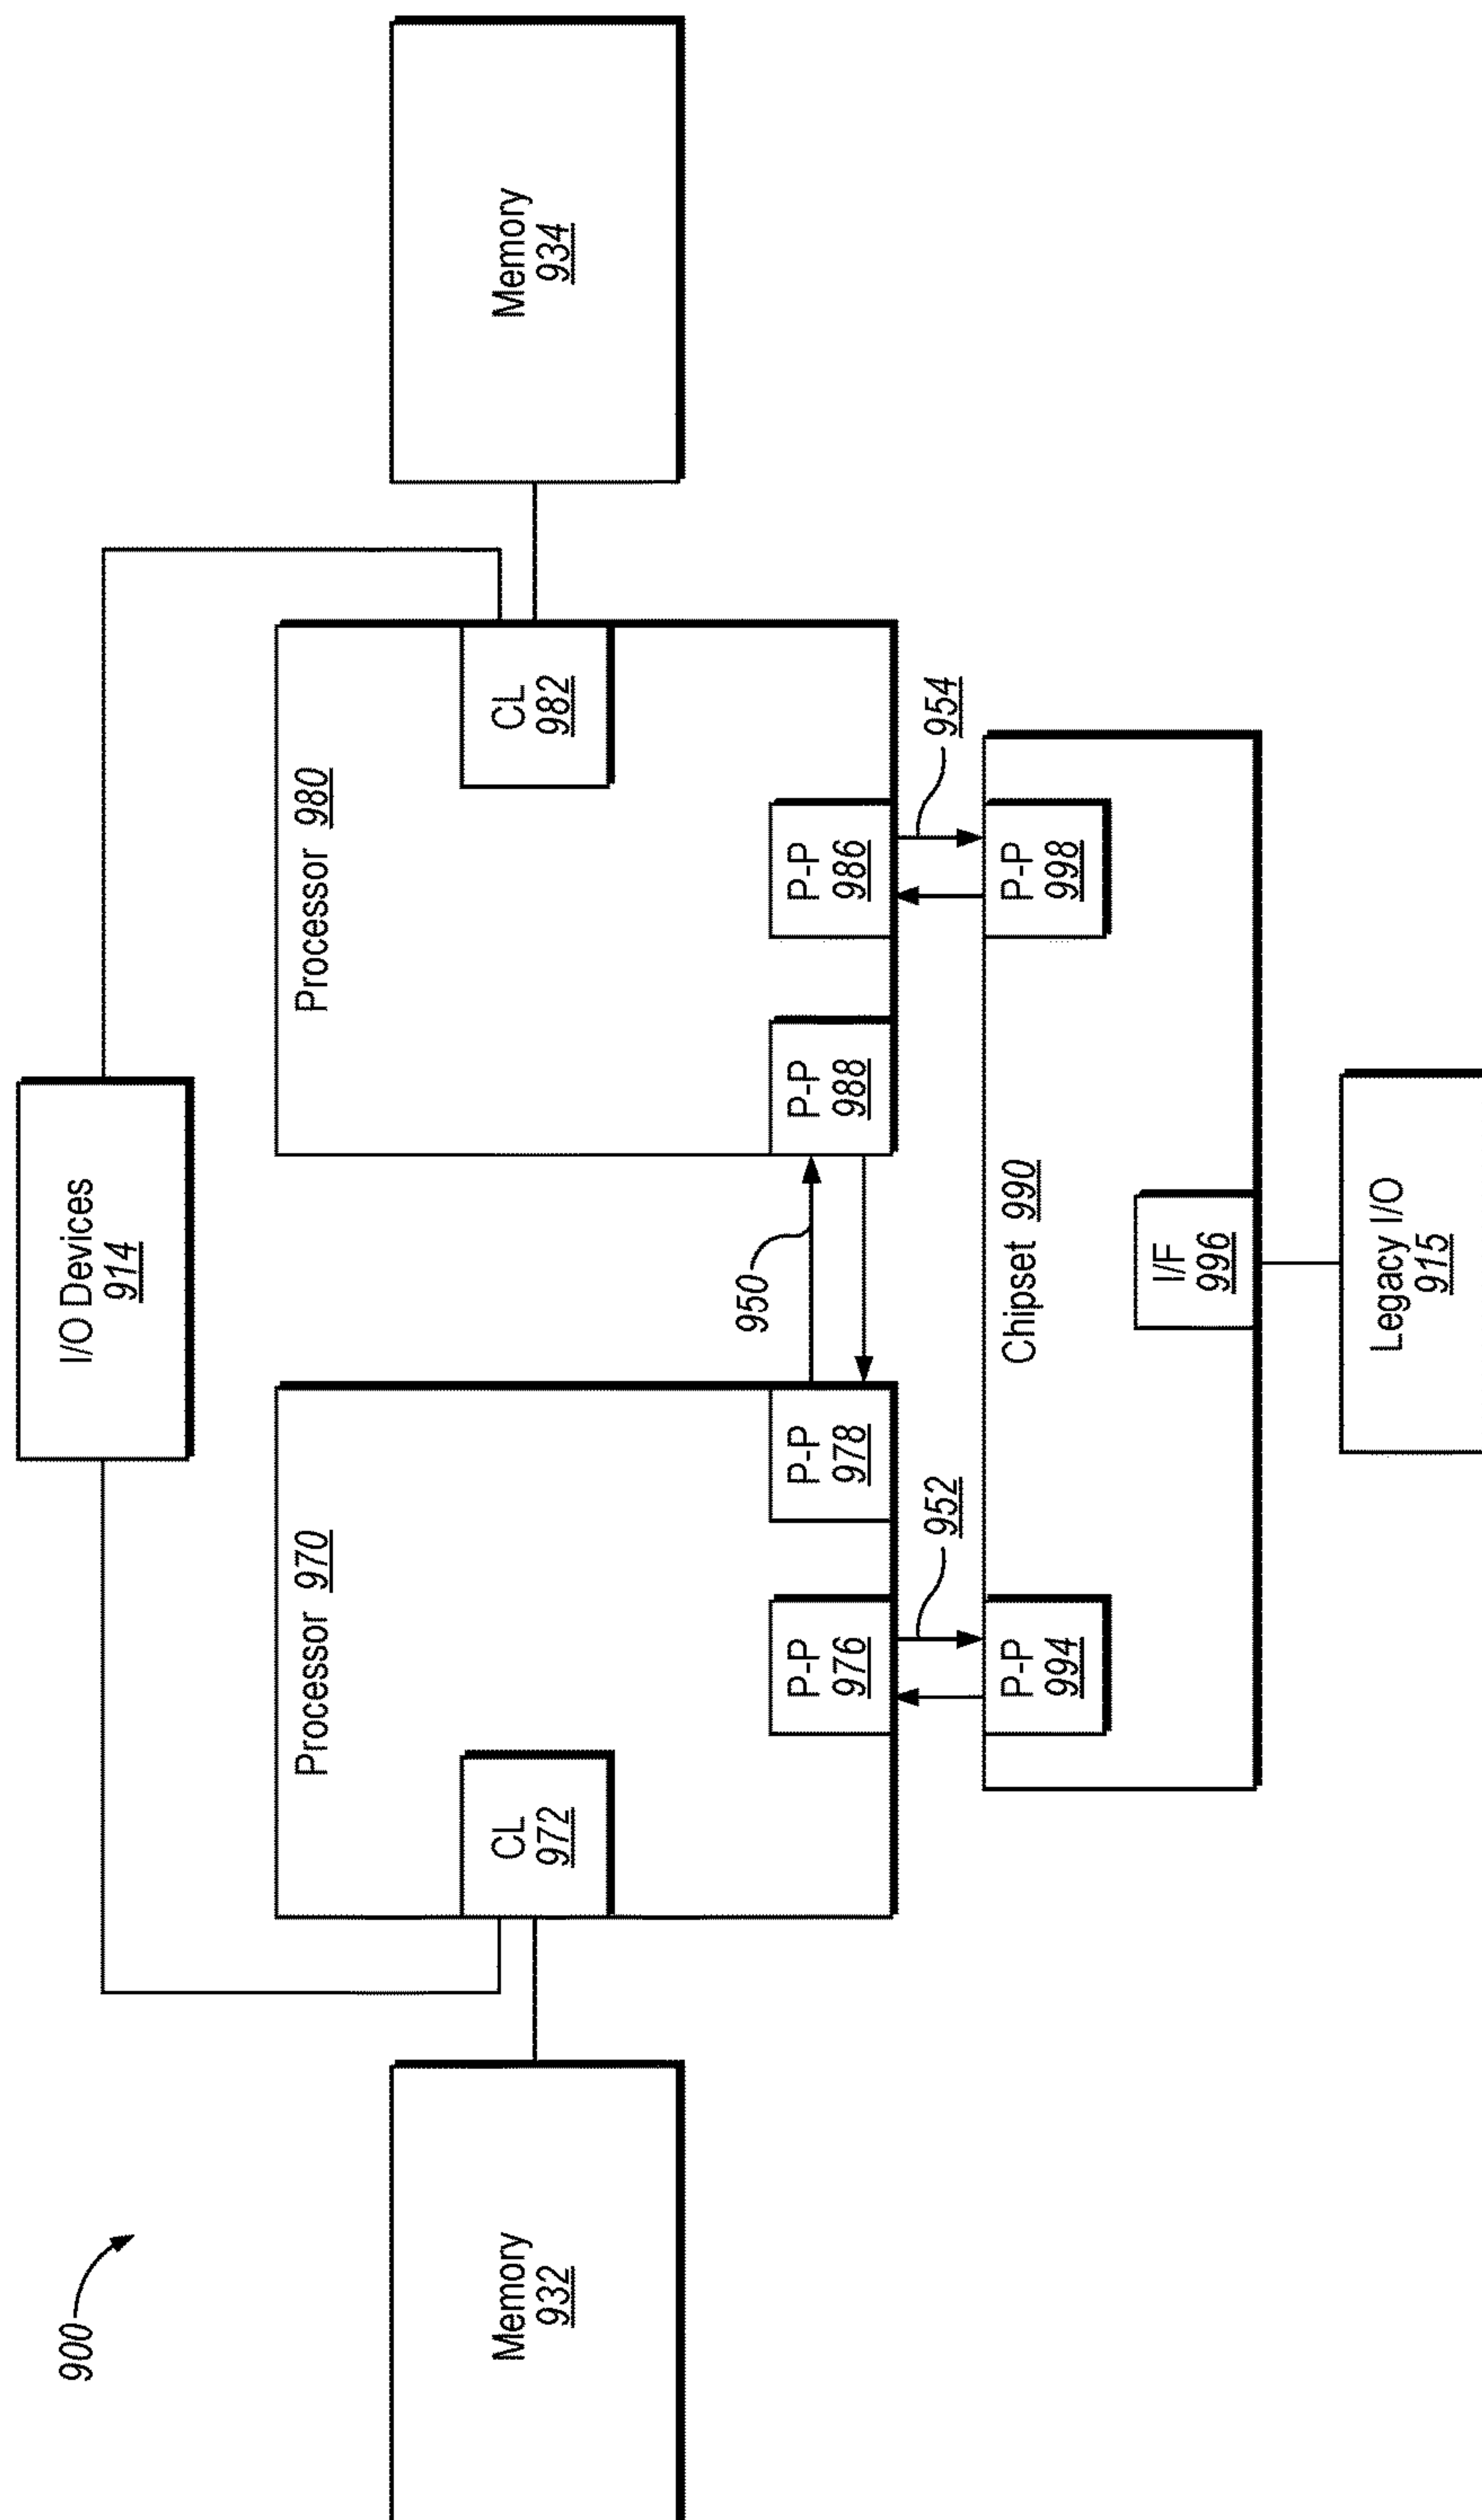 900
I/O Devices
914
Memory
932
Processor 970
CL
972
P-P
976
P-P
978
950
Processor 980
CL
982
P-P
988
P-P
986
Memory
934
952
954
Chipset 990
P-P
994
P-P
998
I/F
996
Legacy I/O
915